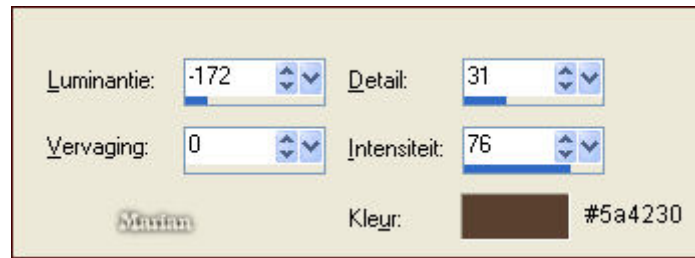 Luminantie: -172 Detail: 31
Vervaging: 0 Intensiteit: 76
Marian Kleur: #5a4230